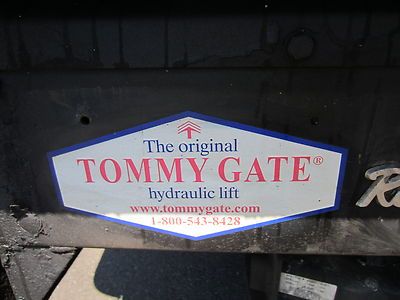 The original
TOMMY GATE®
hydraulic lift
www.tommygate.com
1-800-543-8428